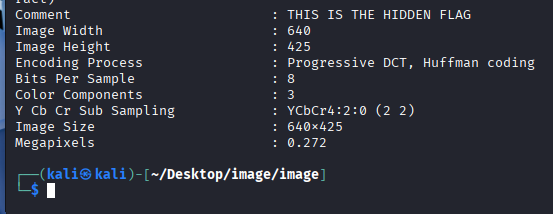 Comment : THIS IS THE HIDDEN FLAG
Image Width : 640
Image Height : 425
Encoding Process : Progressive DCT, Huffman coding
Bits Per Sample : 8
Color Components : 3
Y Cb Cr Sub Sampling : YCbCr4:2:0 (2 2)
Image Size : 640×425
Megapixels : 0.272
┌──(kali㉿kali)-[~/Desktop/image/image]
└─$